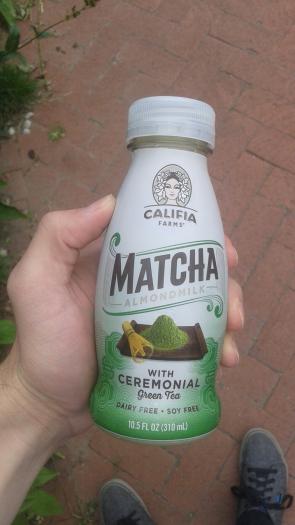 CALIFIA
FARMS®
MATCHA
ALMONDMILK
WITH
CEREMONIAL
Green Tea
DAIRY FREE • SOY FREE
10.5 FL OZ (310 mL)